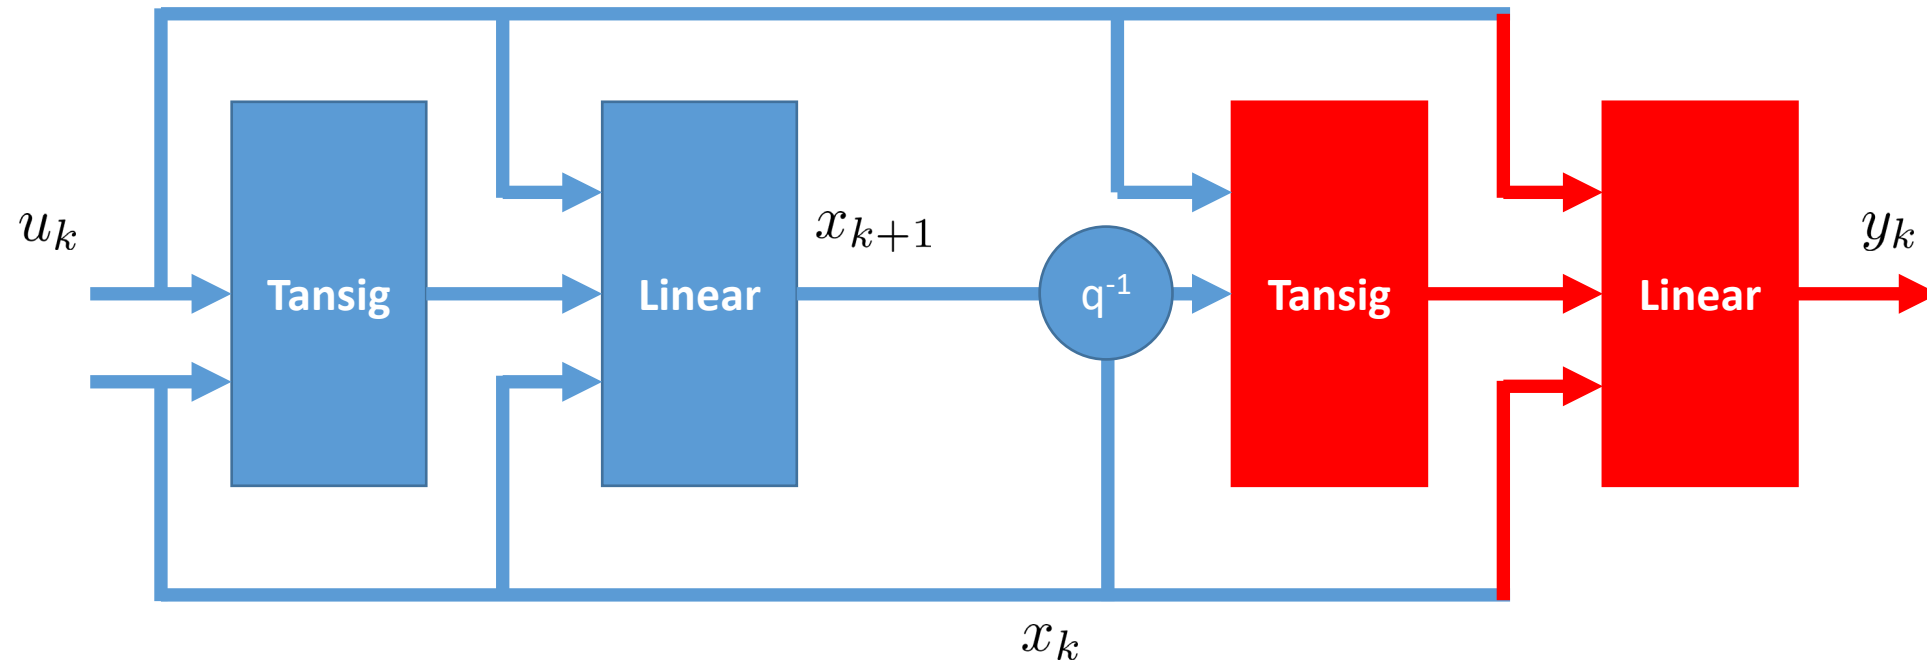 u_k
Tansig
Linear
x_{k+1}
q^{-1}
Tansig
Linear
y_k
x_k